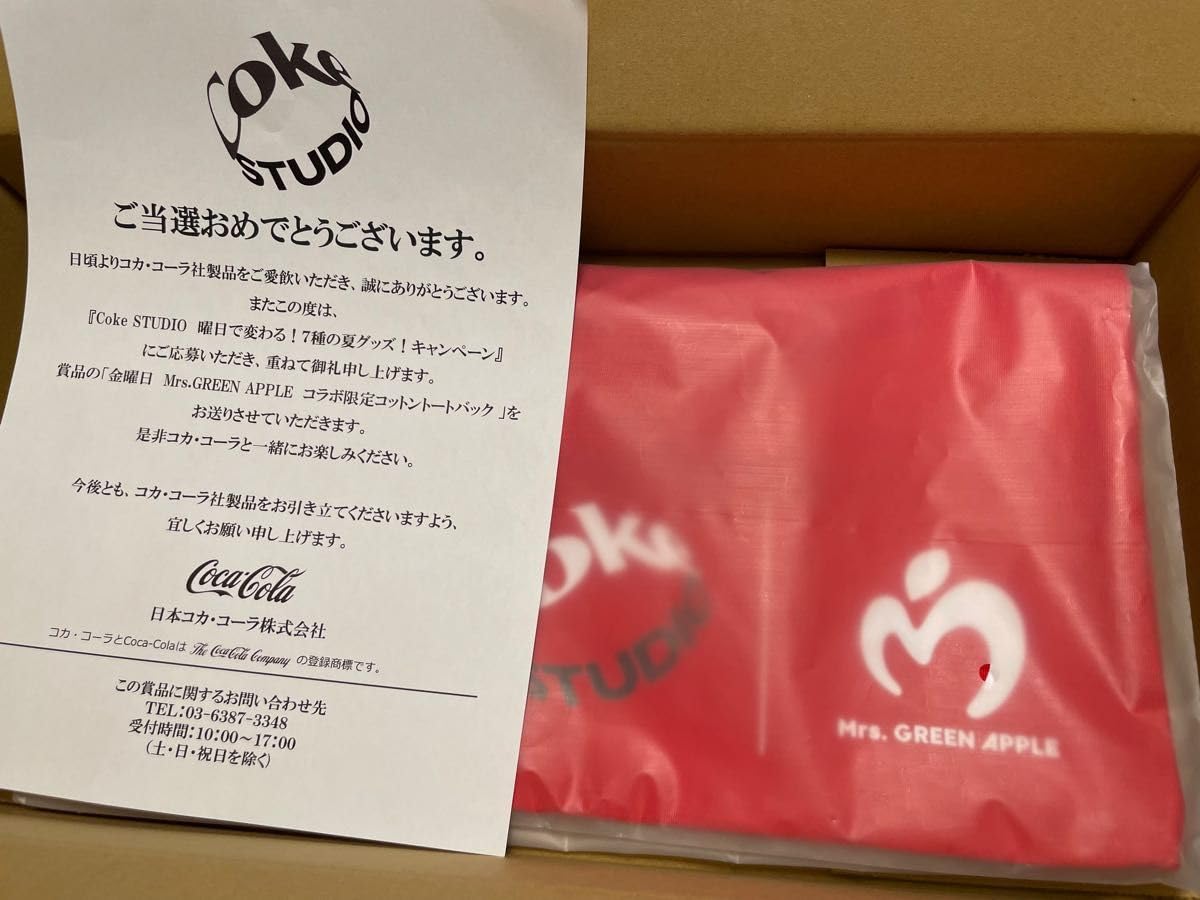 Coke
STUDIO
ご当選おめでとうございます。
日頃よりコカ・コーラ社製品をご愛飲いただき、誠にありがとうございます。
またこの度は、
『Coke STUDIO 曜日で変わる！7種の夏グッズ！キャンペーン』
にご応募いただき、重ねて御礼申し上げます。
賞品の「金曜日 Mrs.GREEN APPLE コラボ限定コットントートバック 」を
お送りさせていただきます。
是非コカ・コーラと一緒にお楽しみください。
今後とも、コカ・コーラ社製品をお引き立てくださいますよう、
宜しくお願い申し上げます。
Coca-Cola
日本コカ・コーラ株式会社
コカ・コーラとCoca-Colaは The Coca-Cola Company の登録商標です。
この賞品に関するお問い合わせ先
TEL：03-6387-3348
受付時間：10:00～17:00
（土・日・祝日を除く）
Coke
STUDIO
Mrs. GREEN APPLE